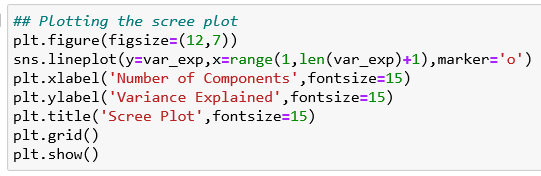 ## Plotting the scree plot
plt.figure(figsize=(12,7))
sns.lineplot(y=var_exp,x=range(1,len(var_exp)+1),marker='o')
plt.xlabel('Number of Components',fontsize=15)
plt.ylabel('Variance Explained',fontsize=15)
plt.title('Scree Plot',fontsize=15)
plt.grid()
plt.show()